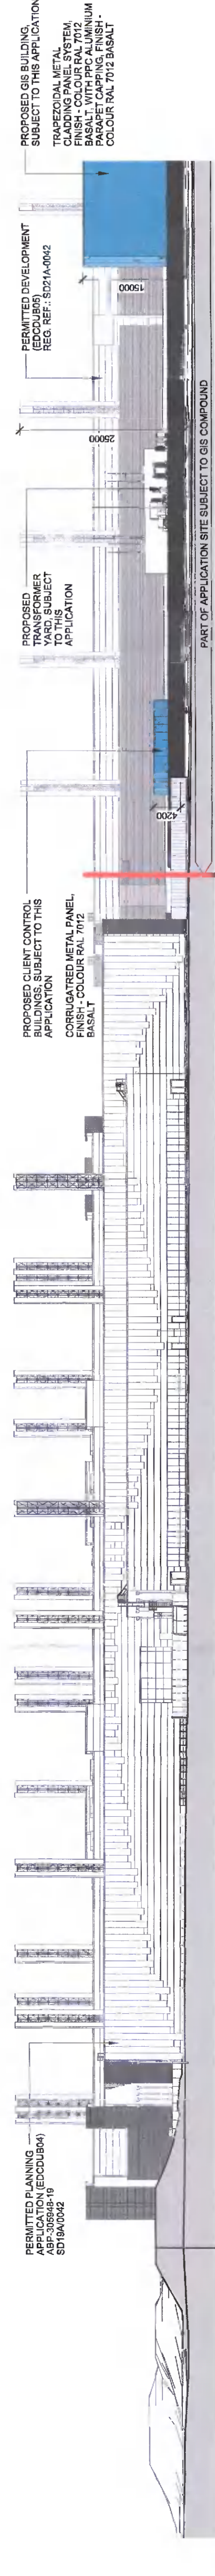 PERMITTED PLANNING
APPLICATION (EDCDUB04)
ABP-305948-19
SD19A/0042
PROPOSED CLIENT CONTROL
BUILDINGS, SUBJECT TO THIS
APPLICATION
CORRUGATRED METAL PANEL,
FINISH - COLOUR RAL 7012
BASALT
4200
PROPOSED
TRANSFORMER
YARD, SUBJECT
TO THIS
APPLICATION
25000
PERMITTED DEVELOPMENT
(EDCDUB05)
REG. REF.: SD21A-0042
15000
PROPOSED GIS BUILDING,
SUBJECT TO THIS APPLICATION
TRAPEZOIDAL METAL
CLADDING PANEL SYSTEM,
FINISH - COLOUR RAL 7012
BASALT, WITH PPC ALUMINIUM
PARAPET CAPPING, FINISH -
COLOUR RAL 7012 BASALT
PART OF APPLICATION SITE SUBJECT TO GIS COMPOUND